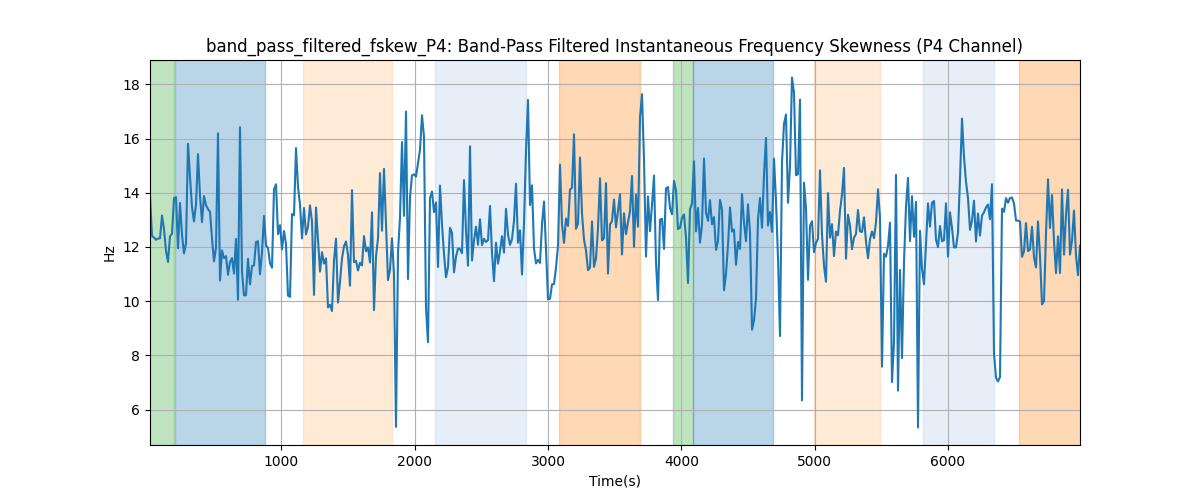 band_pass_filtered_fskew_P4: Band-Pass Filtered Instantaneous Frequency Skewness (P4 Channel)
18
16
14
12
10
8
6
Hz
1000 2000 3000 4000 5000 6000
Time(s)